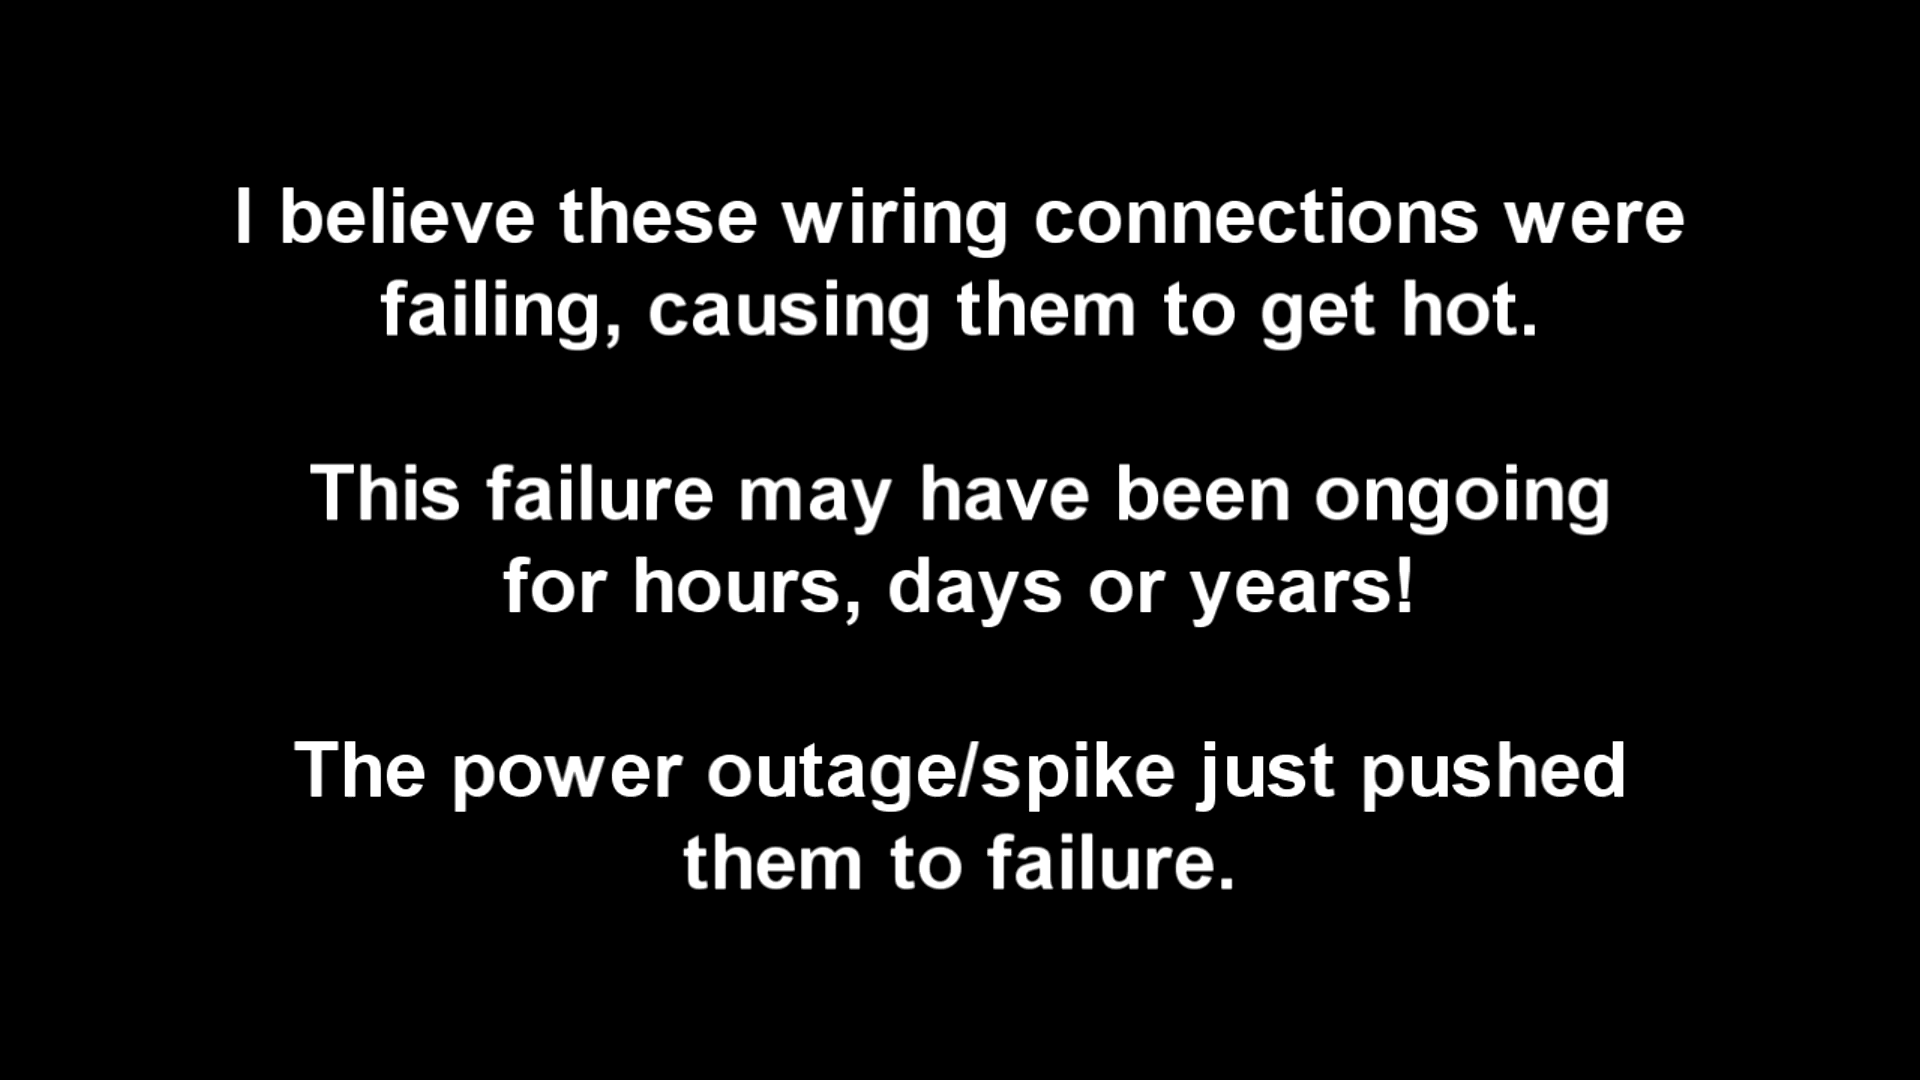 I believe these wiring connections were
failing, causing them to get hot.
This failure may have been ongoing
for hours, days or years!
The power outage/spike just pushed
them to failure.